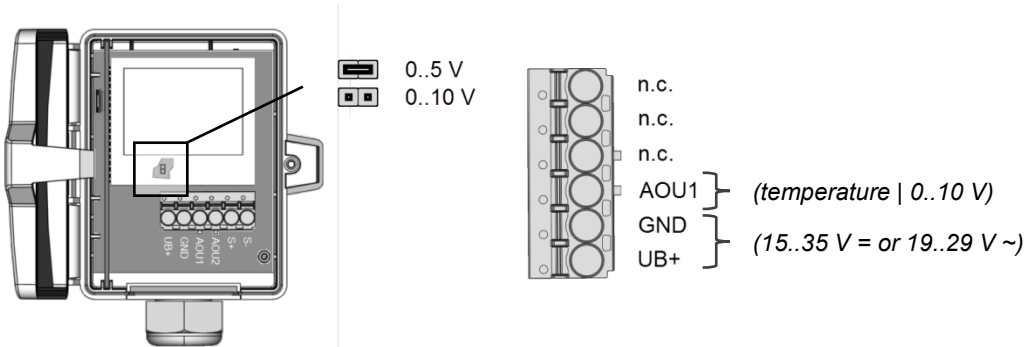 0..5 V
0..10 V
UB+
GND
AOU1
AOU2
S+
S-
n.c.
n.c.
n.c.
AOU1 (temperature | 0..10 V)
GND
(15..35 V = or 19..29 V ~)
UB+